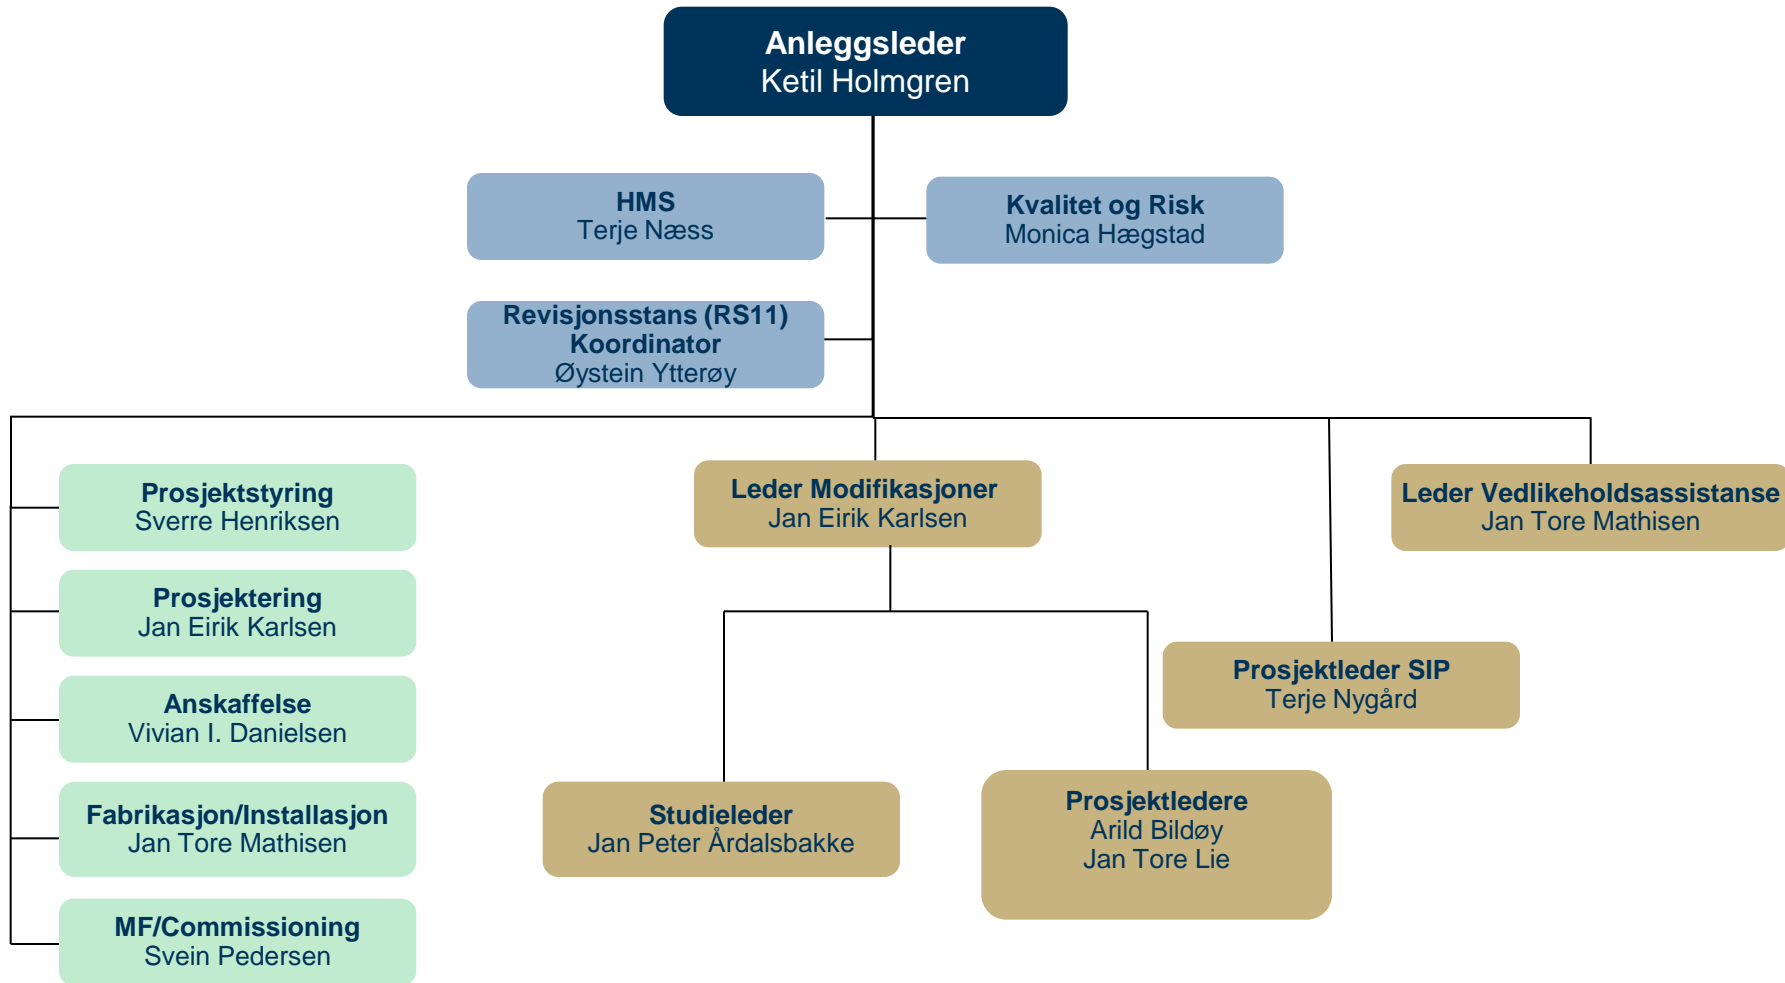 Anleggsleder
Ketil Holmgren
HMS
Terje Næss
Kvalitet og Risk
Monica Hægstad
Revisjonsstans (RS11)
Koordinator
Øystein Ytterøy
Prosjektstyring
Sverre Henriksen
Leder Modifikasjoner
Jan Eirik Karlsen
Leder Vedlikeholdsassistanse
Jan Tore Mathisen
Prosjektering
Jan Eirik Karlsen
Prosjektleder SIP
Terje Nygård
Anskaffelse
Vivian I. Danielsen
Fabrikasjon/Installasjon
Jan Tore Mathisen
Studieleder
Jan Peter Årdalsbakke
Prosjektledere
Arild Bildøy
Jan Tore Lie
MF/Commissioning
Svein Pedersen